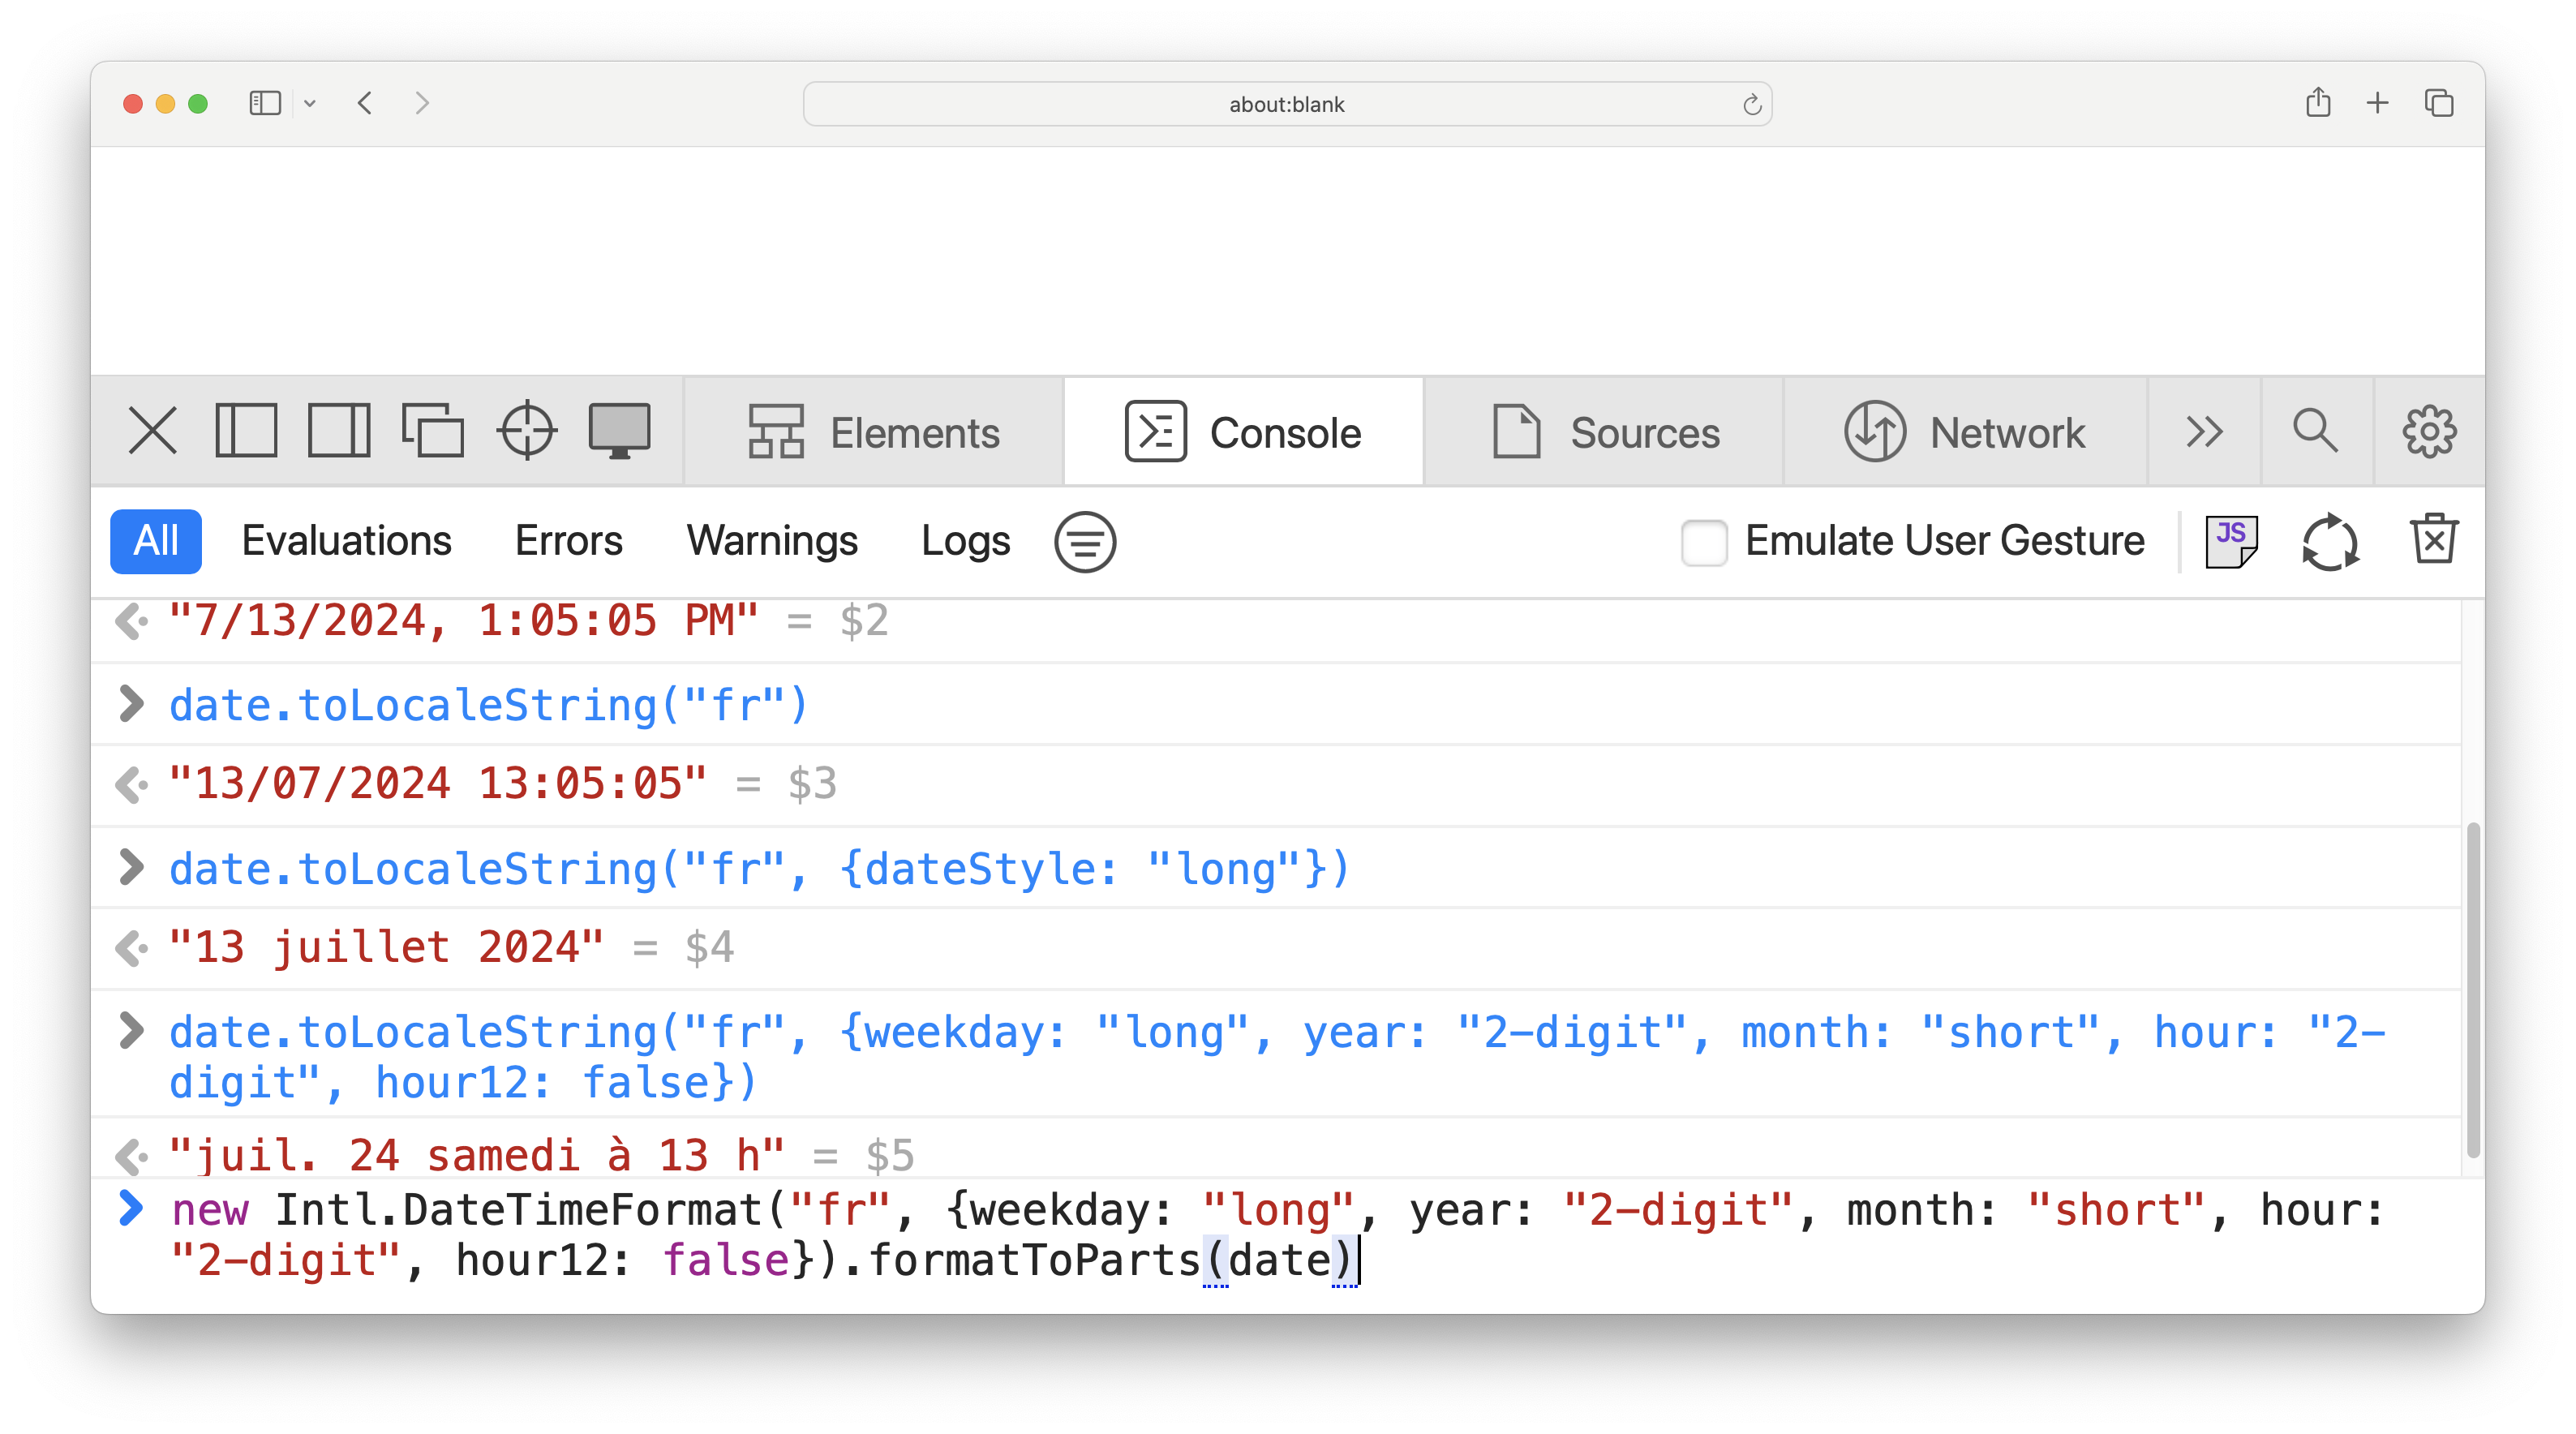 about:blank
Elements
Console
Sources
Network
All
Evaluations
Errors
Warnings
Logs
Emulate User Gesture
JS
"7/13/2024, 1:05:05 PM" = $2
date.toLocaleString("fr")
"13/07/2024 13:05:05" = $3
date.toLocaleString("fr", {dateStyle: "long"})
"13 juillet 2024" = $4
date.toLocaleString("fr", {weekday: "long", year: "2-digit", month: "short", hour: "2-
digit", hour12: false})
"juil. 24 samedi à 13 h" = $5
new Intl.DateTimeFormat("fr", {weekday: "long", year: "2-digit", month: "short", hour:
"2-digit", hour12: false}).formatToParts(date)